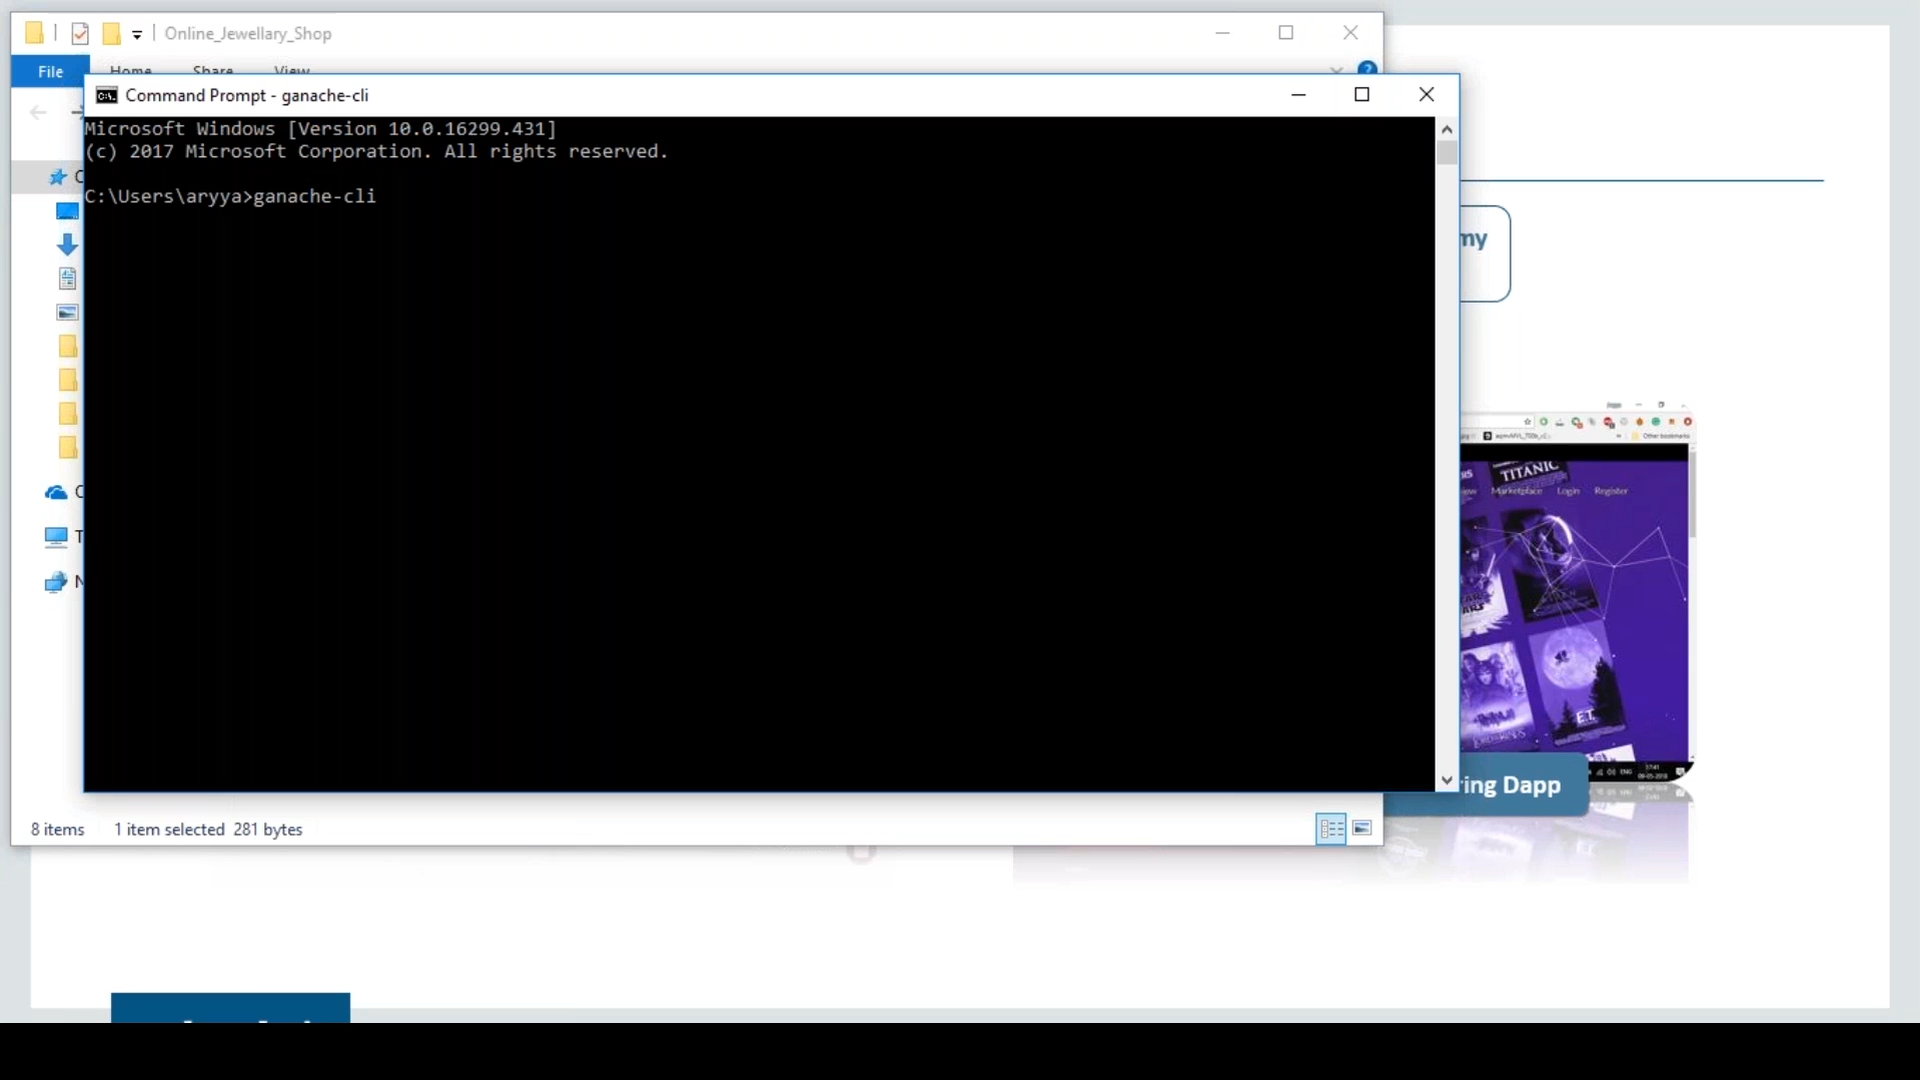 Online_Jewellary_Shop
File Home Share View
Command Prompt - ganache-cli
Microsoft Windows [Version 10.0.16299.431]
(c) 2017 Microsoft Corporation. All rights reserved.
C:\Users\aryya>ganache-cli
my
TITANIC
Marketplace Login Register
E.T.
ring Dapp
8 items 1 item selected 281 bytes